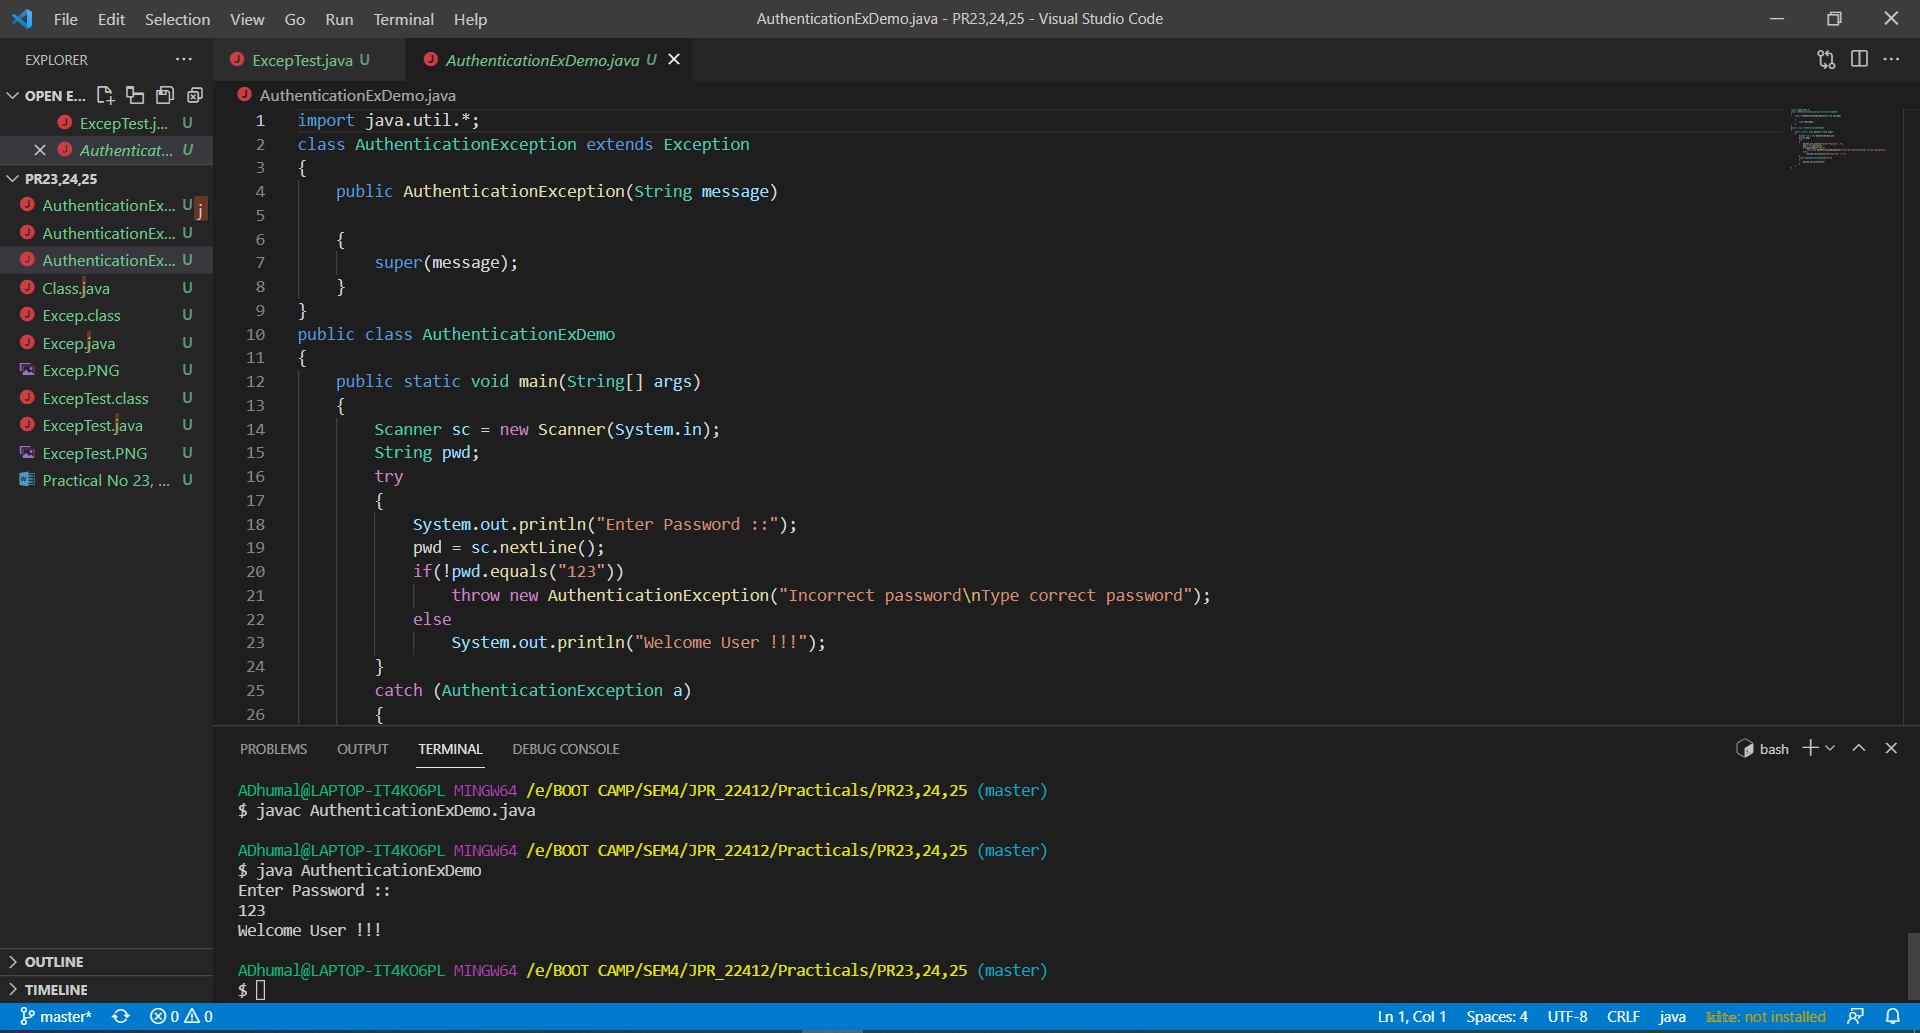 File Edit Selection View Go Run Terminal Help
AuthenticationExDemo.java - PR23,24,25 - Visual Studio Code
EXPLORER ...
OPEN E...
ExcepTest.j... U
Authenticat... U
PR23,24,25
AuthenticationEx... U
j
AuthenticationEx... U
AuthenticationEx... U
Class.java U
Excep.class U
Excep.java U
Excep.PNG U
ExcepTest.class U
ExcepTest.java U
ExcepTest.PNG U
Practical No 23, ... U
OUTLINE
TIMELINE
ExcepTest.java U
AuthenticationExDemo.java U
AuthenticationExDemo.java
1 import java.util.*;
2 class AuthenticationException extends Exception
3 {
4 public AuthenticationException(String message)
5
6 {
7 super(message);
8 }
9 }
10 public class AuthenticationExDemo
11 {
12 public static void main(String[] args)
13 {
14 Scanner sc = new Scanner(System.in);
15 String pwd;
16 try
17 {
18 System.out.println("Enter Password ::");
19 pwd = sc.nextLine();
20 if(!pwd.equals("123"))
21 throw new AuthenticationException("Incorrect password\nType correct password");
22 else
23 System.out.println("Welcome User !!!");
24 }
25 catch (AuthenticationException a)
26 {
PROBLEMS OUTPUT TERMINAL DEBUG CONSOLE
bash
ADhumal@LAPTOP-IT4KO6PL MINGW64 /e/BOOT CAMP/SEM4/JPR_22412/Practicals/PR23,24,25 (master)
$ javac AuthenticationExDemo.java
ADhumal@LAPTOP-IT4KO6PL MINGW64 /e/BOOT CAMP/SEM4/JPR_22412/Practicals/PR23,24,25 (master)
$ java AuthenticationExDemo
Enter Password ::
123
Welcome User !!!
ADhumal@LAPTOP-IT4KO6PL MINGW64 /e/BOOT CAMP/SEM4/JPR_22412/Practicals/PR23,24,25 (master)
$
master* 0 0
Ln 1, Col 1 Spaces: 4 UTF-8 CRLF java kite: not installed